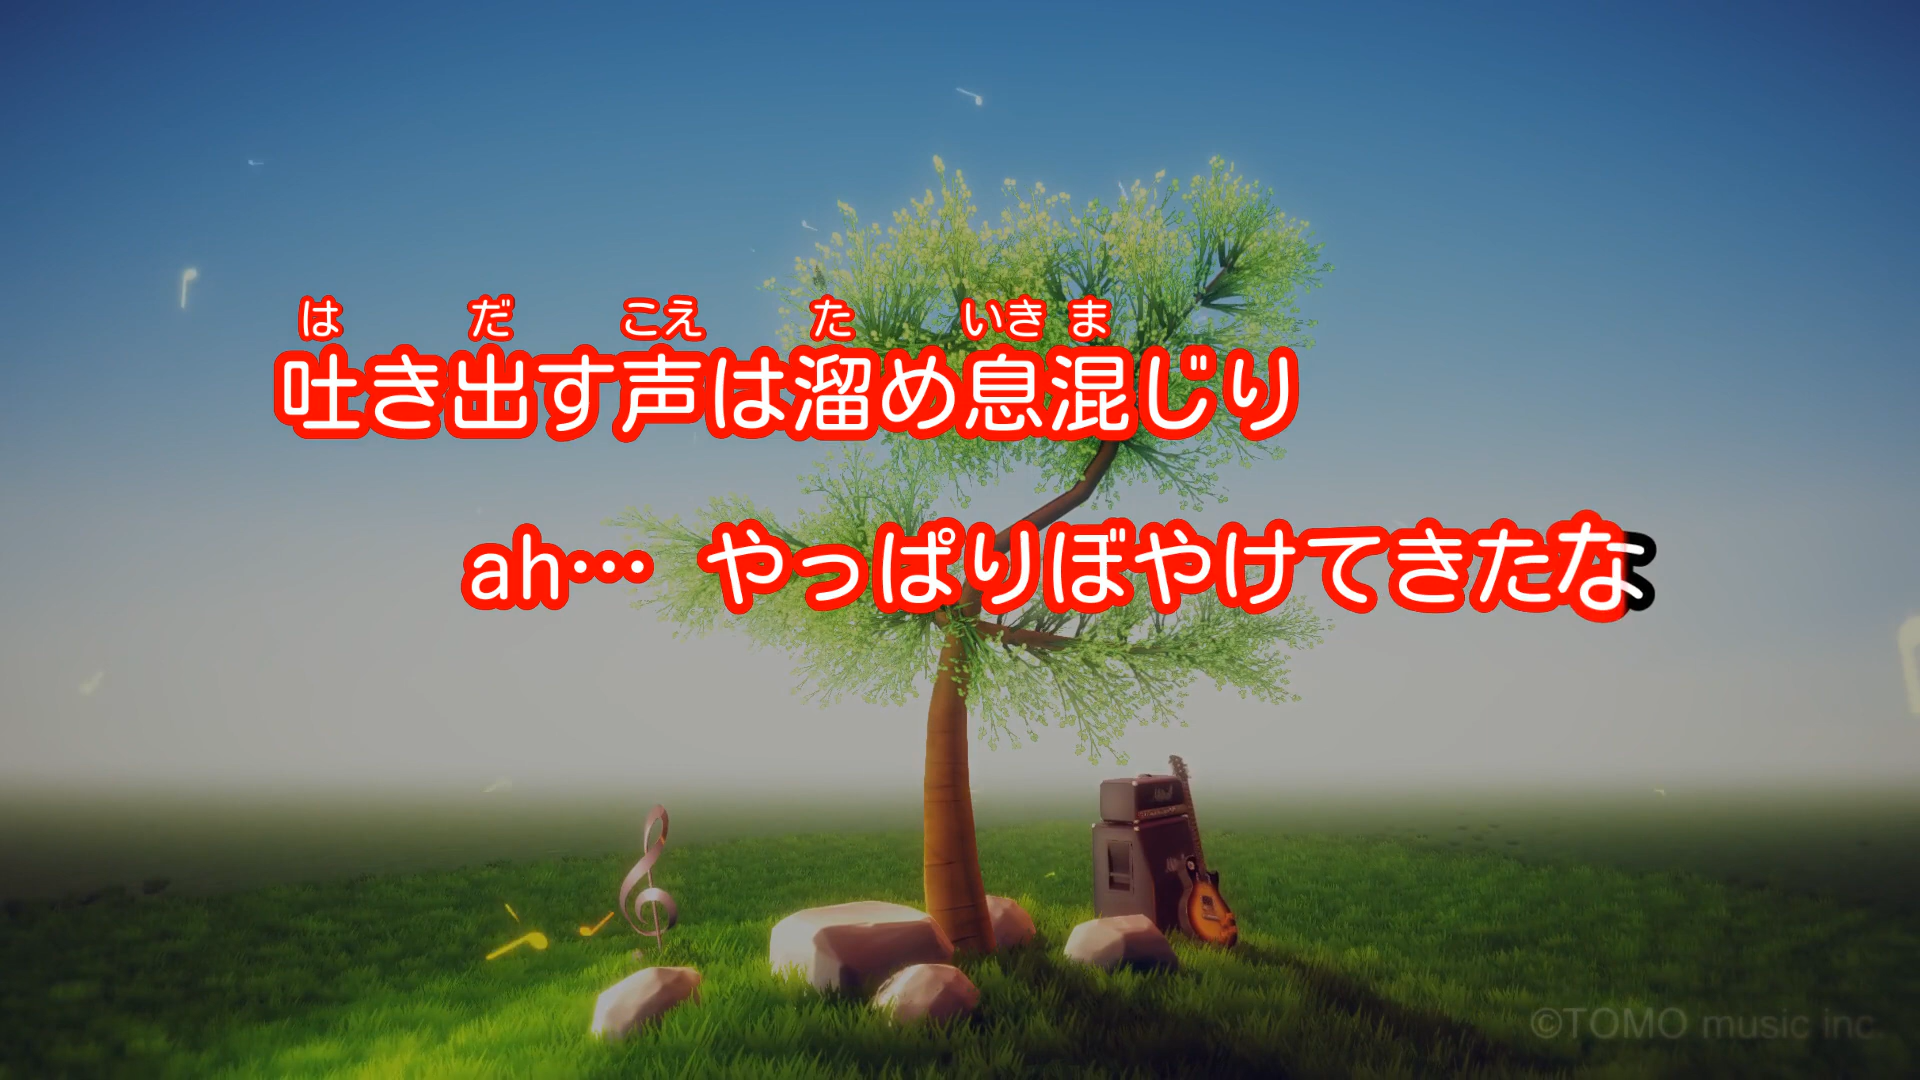 は だ こえ た いき ま
吐き出す声は溜め息混じり
ah… やっぱりぼやけてきたな
©TOMO music inc